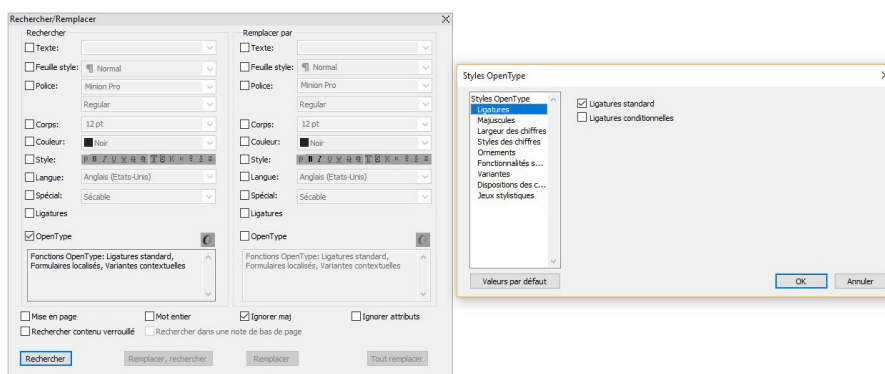 Rechercher/Remplacer
Rechercher
Texte:
Feuille style: ¶ Normal
Police: Minion Pro
Regular
Corps: 12 pt
Couleur: Noir
Style:
Langue: Anglais (Etats-Unis)
Spécial: Sécable
Ligatures
OpenType
Fonctions OpenType: Ligatures standard,
Formulaires localisés, Variantes contextuelles
Remplacer par
Texte:
Feuille style: ¶ Normal
Police: Minion Pro
Regular
Corps: 12 pt
Couleur: Noir
Style:
Langue: Anglais (Etats-Unis)
Spécial: Sécable
Ligatures
OpenType
Fonctions OpenType: Ligatures standard,
Formulaires localisés, Variantes contextuelles
Mise en page Mot entier Ignorer maj Ignorer attributs
Rechercher contenu verrouillé Rechercher dans une note de bas de page
Rechercher Remplacer, rechercher Remplacer Tout remplacer
Styles OpenType
Styles OpenType
Ligatures
Majuscules
Largeur des chiffres
Styles des chiffres
Ornements
Fonctionnalités s...
Variantes
Dispositions des c...
Jeux stylistiques
Ligatures standard
Ligatures conditionnelles
Valeurs par défaut OK Annuler